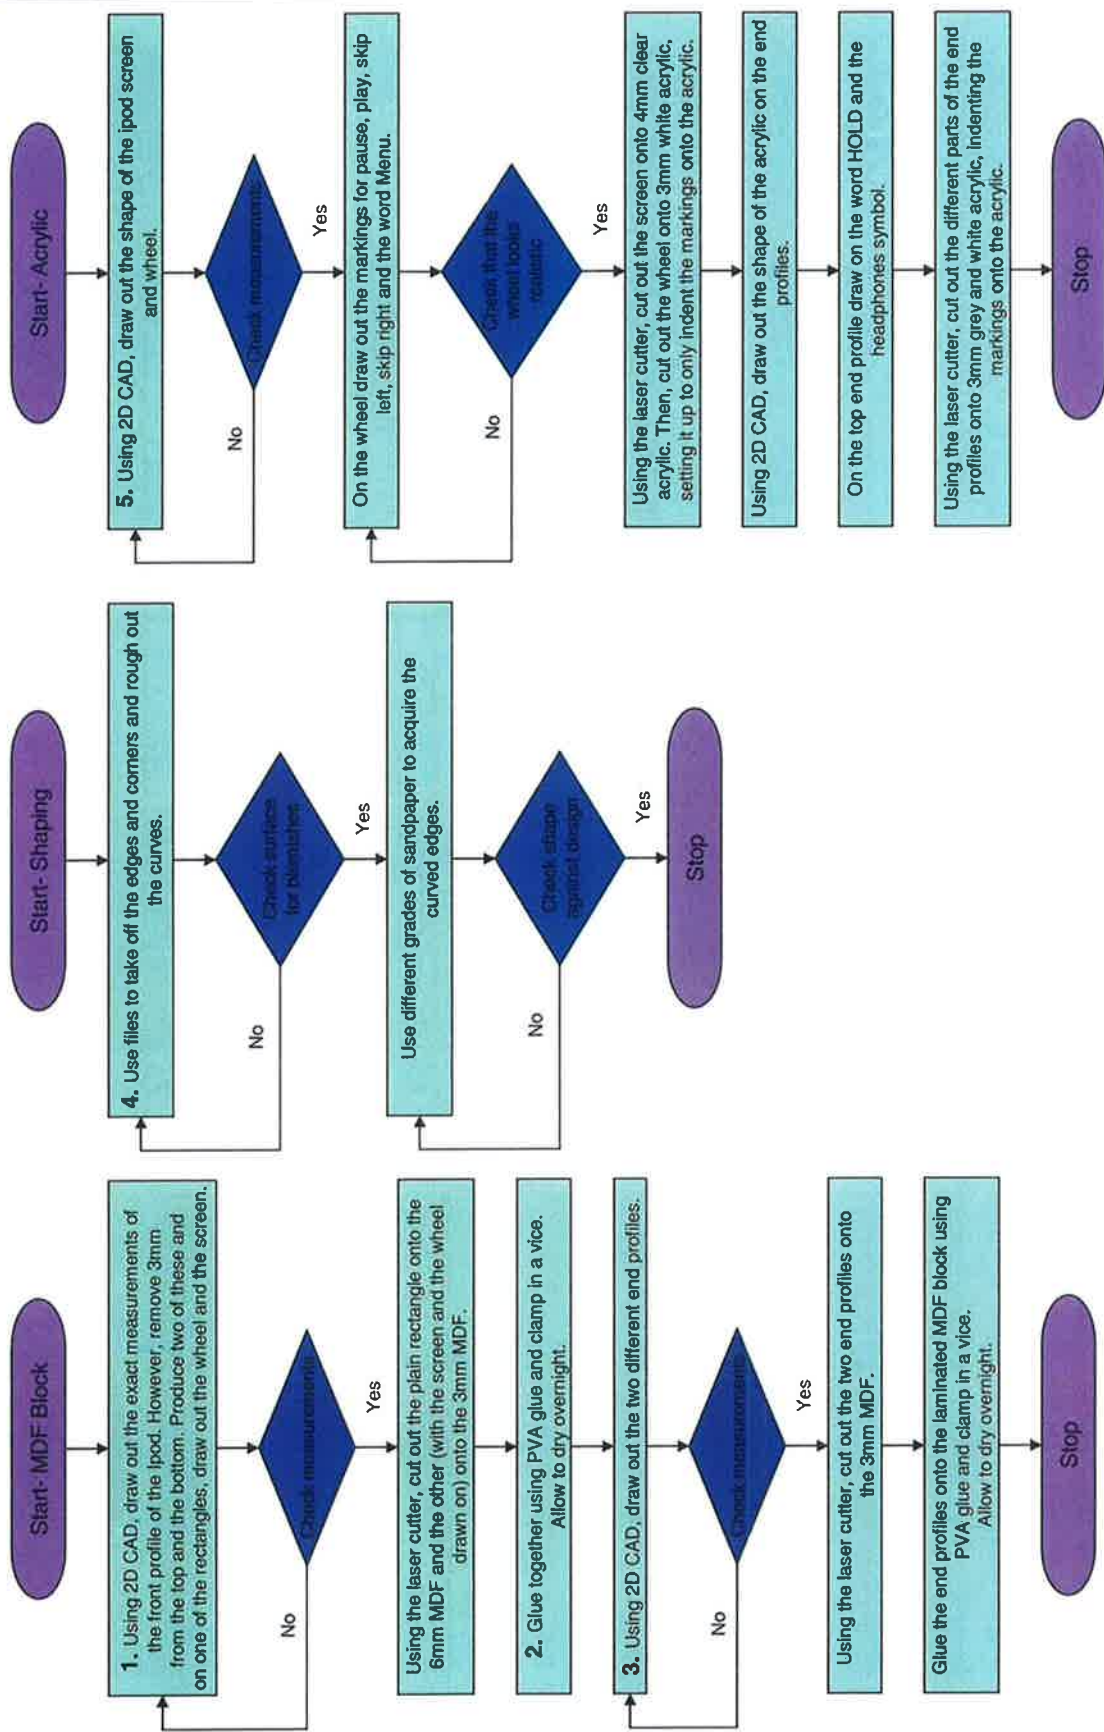 Start- MDF Block
1. Using 2D CAD, draw out the exact measurements of
the front profile of the Ipod. However, remove 3mm
from the top and the bottom. Produce two of these and
on one of the rectangles, draw out the wheel and the screen.
Check measurements
No
Yes
Using the laser cutter, cut out the plain rectangle onto the
6mm MDF and the other (with the screen and the wheel
drawn on) onto the 3mm MDF.
2. Glue together using PVA glue and clamp in a vice.
Allow to dry overnight.
3. Using 2D CAD, draw out the two different end profiles.
Check measurements
No
Yes
Using the laser cutter, cut out the two end profiles onto
the 3mm MDF.
Glue the end profiles onto the laminated MDF block using
PVA glue and clamp in a vice.
Allow to dry overnight.
Stop
Start- Shaping
4. Use files to take off the edges and corners and rough out
the curves.
Check surface
for blemishes
No
Yes
Use different grades of sandpaper to acquire the
curved edges.
Check shape
against design
No
Yes
Stop
Start- Acrylic
5. Using 2D CAD, draw out the shape of the ipod screen
and wheel.
Check measurements
No
Yes
On the wheel draw out the markings for pause, play, skip
left, skip right and the word Menu.
Check that the
wheel looks
realistic
No
Yes
Using the laser cutter, cut out the screen onto 4mm clear
acrylic. Then, cut out the wheel onto 3mm white acrylic,
setting it up to only indent the markings onto the acrylic.
Using 2D CAD, draw out the shape of the acrylic on the end
profiles.
On the top end profile draw on the word HOLD and the
headphones symbol.
Using the laser cutter, cut out the different parts of the end
profiles onto 3mm grey and white acrylic, indenting the
markings onto the acrylic.
Stop